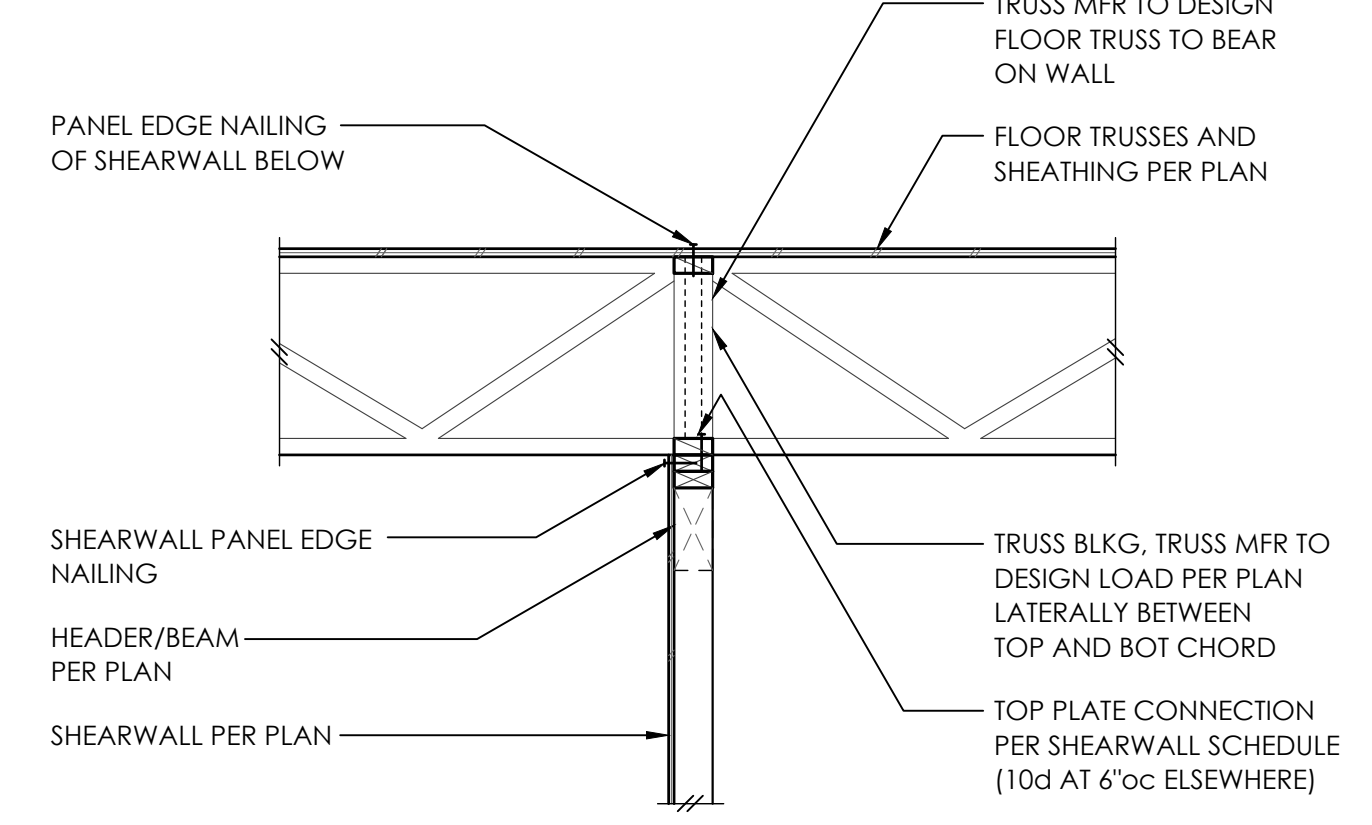 TRUSS MFR TO DESIGN
FLOOR TRUSS TO BEAR
ON WALL
PANEL EDGE NAILING
OF SHEARWALL BELOW
FLOOR TRUSSES AND
SHEATHING PER PLAN
SHEARWALL PANEL EDGE
NAILING
HEADER/BEAM
PER PLAN
SHEARWALL PER PLAN
TRUSS BLKG, TRUSS MFR TO
DESIGN LOAD PER PLAN
LATERALLY BETWEEN
TOP AND BOT CHORD
TOP PLATE CONNECTION
PER SHEARWALL SCHEDULE
(10d AT 6"oc ELSEWHERE)